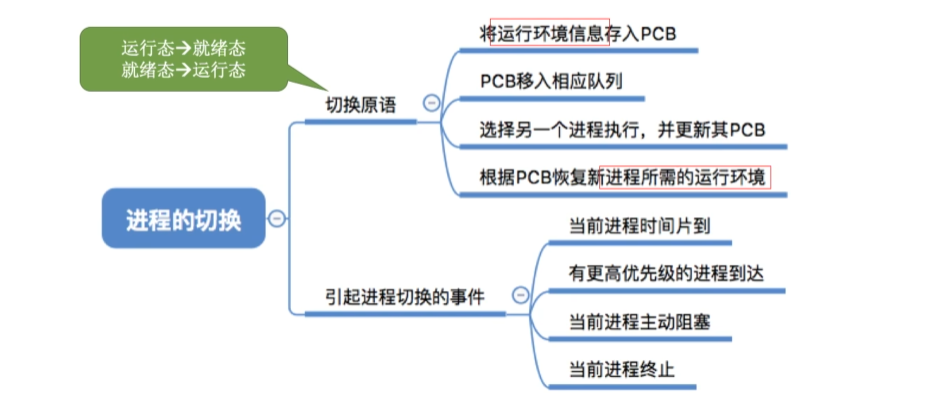 运行态→就绪态
就绪态→运行态
进程的切换
切换原语
将运行环境信息存入PCB
PCB移入相应队列
选择另一个进程执行，并更新其PCB
根据PCB恢复新进程所需的运行环境
引起进程切换的事件
当前进程时间片到
有更高优先级的进程到达
当前进程主动阻塞
当前进程终止